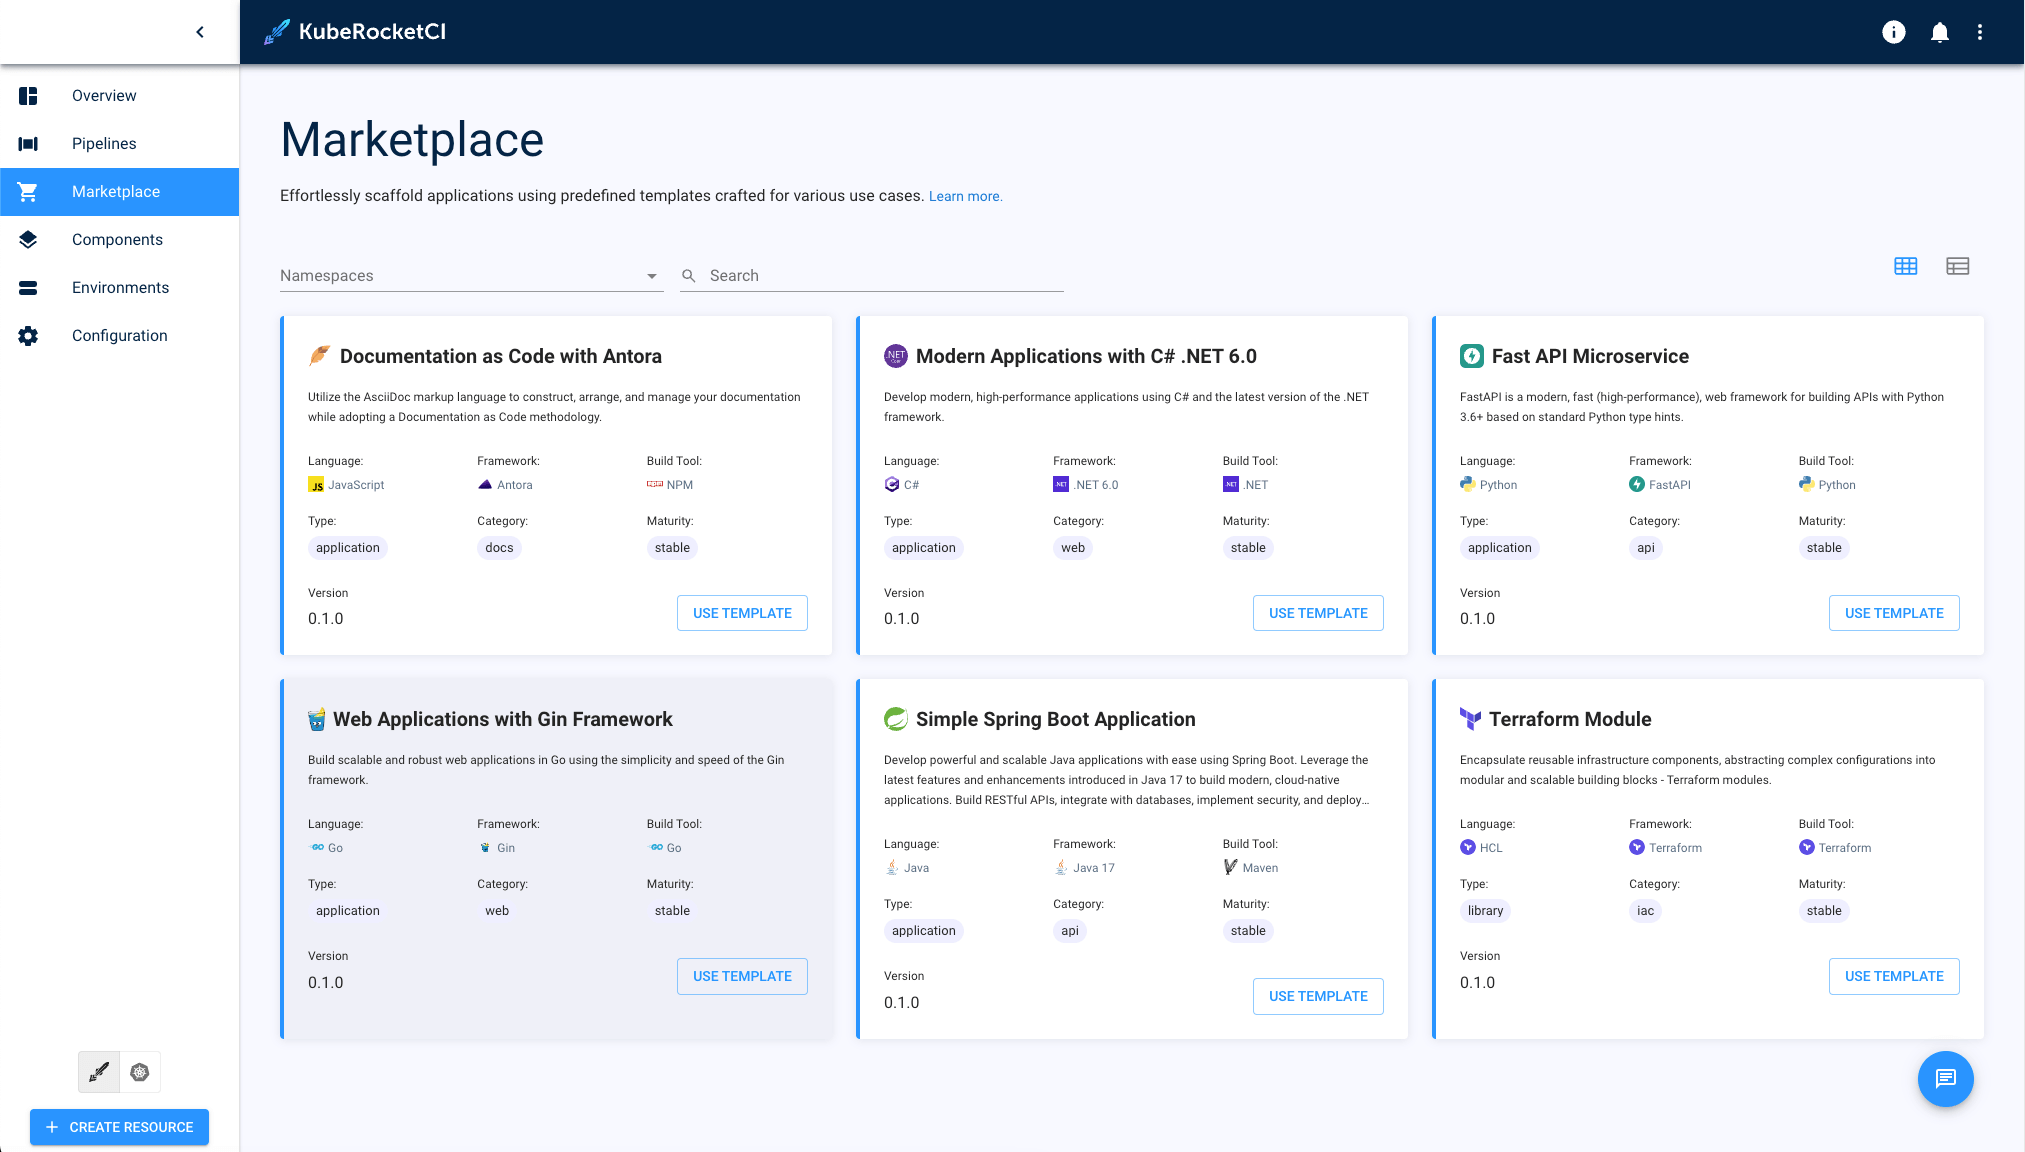 KubeRocketCI
Overview
Pipelines
Marketplace
Components
Environments
Configuration
CREATE RESOURCE
Marketplace
Effortlessly scaffold applications using predefined templates crafted for various use cases. Learn more.
Namespaces
Search
Documentation as Code with Antora
Utilize the AsciiDoc markup language to construct, arrange, and manage your documentation
while adopting a Documentation as Code methodology.
Language: Framework: Build Tool:
JS JavaScript Antora NPM
Type: Category: Maturity:
application docs stable
Version
0.1.0
USE TEMPLATE
.NET Core Modern Applications with C# .NET 6.0
Develop modern, high-performance applications using C# and the latest version of the .NET
framework.
Language: Framework: Build Tool:
C# .NET .NET 6.0 .NET .NET
Type: Category: Maturity:
application web stable
Version
0.1.0
USE TEMPLATE
Fast API Microservice
FastAPI is a modern, fast (high-performance), web framework for building APIs with Python
3.6+ based on standard Python type hints.
Language: Framework: Build Tool:
Python FastAPI Python
Type: Category: Maturity:
application api stable
Version
0.1.0
USE TEMPLATE
Web Applications with Gin Framework
Build scalable and robust web applications in Go using the simplicity and speed of the Gin
framework.
Language: Framework: Build Tool:
GO Go Gin GO Go
Type: Category: Maturity:
application web stable
Version
0.1.0
USE TEMPLATE
Simple Spring Boot Application
Develop powerful and scalable Java applications with ease using Spring Boot. Leverage the
latest features and enhancements introduced in Java 17 to build modern, cloud-native
applications. Build RESTful APIs, integrate with databases, implement security, and deploy…
Language: Framework: Build Tool:
Java Java 17 Maven
Type: Category: Maturity:
application api stable
Version
0.1.0
USE TEMPLATE
Terraform Module
Encapsulate reusable infrastructure components, abstracting complex configurations into
modular and scalable building blocks - Terraform modules.
Language: Framework: Build Tool:
HCL Terraform Terraform
Type: Category: Maturity:
library iac stable
Version
0.1.0
USE TEMPLATE